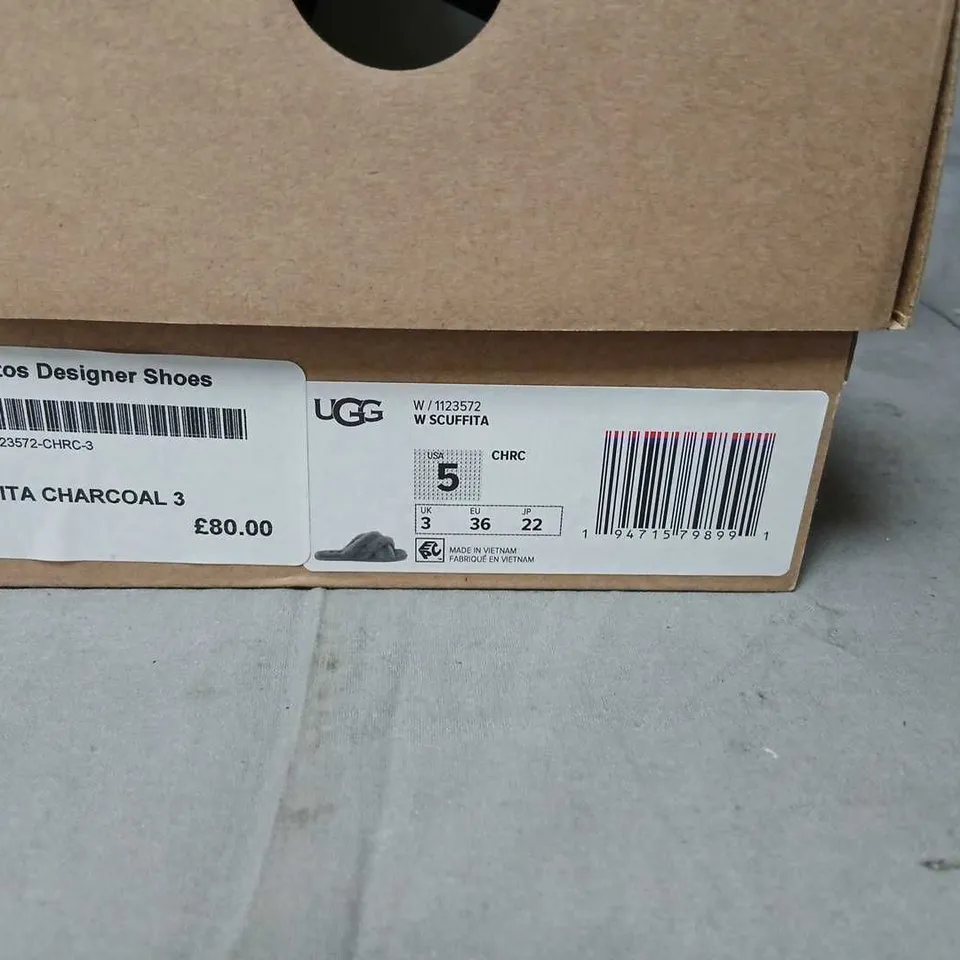 tos Designer Shoes
23572-CHRC-3
ITA CHARCOAL 3
£80.00
UGG
W / 1123572
W SCUFFITA
USA
5
CHRC
UK EU JP
3 36 22
MADE IN VIETNAM
FABRIQUÉ EN VIETNAM
1 94715 79899 1